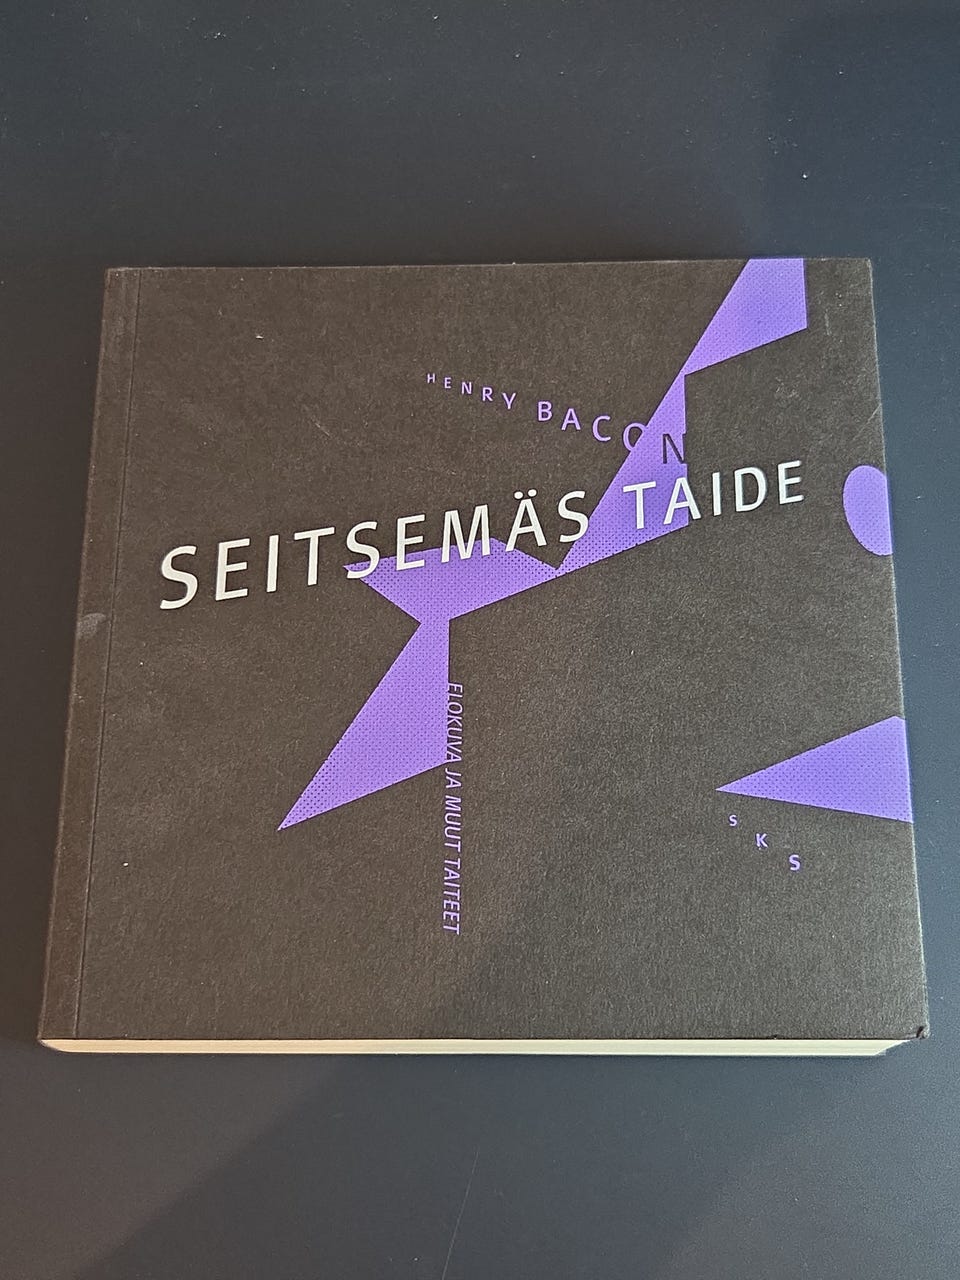 HENRY BACON
SEITSEMÄS TAIDE
ELOKUVA JA MUUT TAITEET
SKS